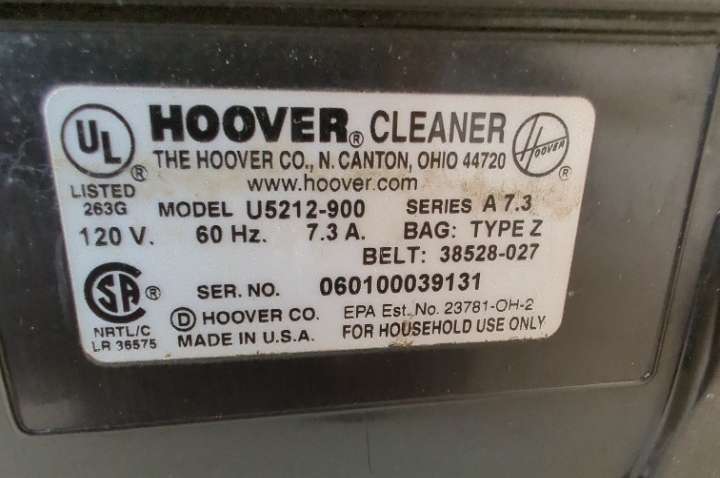 UL ® HOOVER® CLEANER HOOVER ®
THE HOOVER CO., N. CANTON, OHIO 44720
www.hoover.com
LISTED
263G
MODEL U5212-900 SERIES A 7.3
120 V. 60 Hz. 7.3 A. BAG: TYPE Z
BELT: 38528-027
SER. NO. 060100039131
SA ®
NRTL/C
LR 36575
Ⓓ HOOVER CO. EPA Est. No. 23781-OH-2
MADE IN U.S.A. FOR HOUSEHOLD USE ONLY